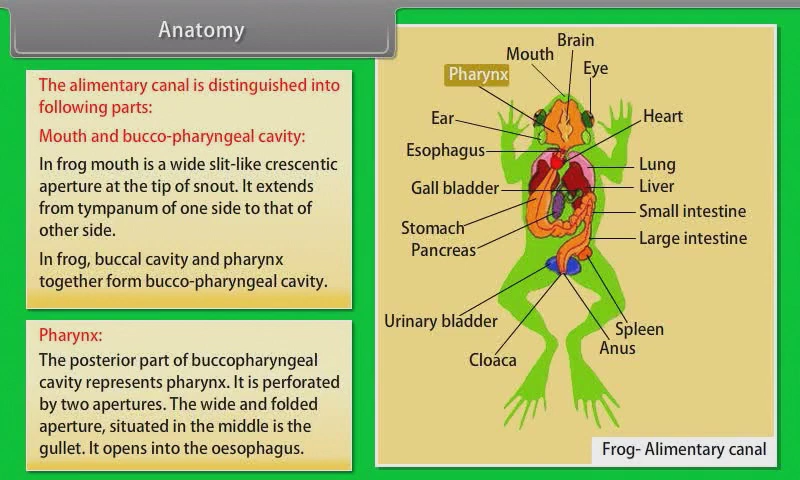 Anatomy
The alimentary canal is distinguished into
following parts:
Mouth and bucco-pharyngeal cavity:
In frog mouth is a wide slit-like crescentic
aperture at the tip of snout. It extends
from tympanum of one side to that of
other side.
In frog, buccal cavity and pharynx
together form bucco-pharyngeal cavity.
Pharynx:
The posterior part of buccopharyngeal
cavity represents pharynx. It is perforated
by two apertures. The wide and folded
aperture, situated in the middle is the
gullet. It opens into the oesophagus.
Brain
Mouth
Eye
Pharynx
Ear
Heart
Esophagus
Lung
Gall bladder
Liver
Small intestine
Stomach
Large intestine
Pancreas
Urinary bladder
Spleen
Anus
Cloaca
Frog- Alimentary canal